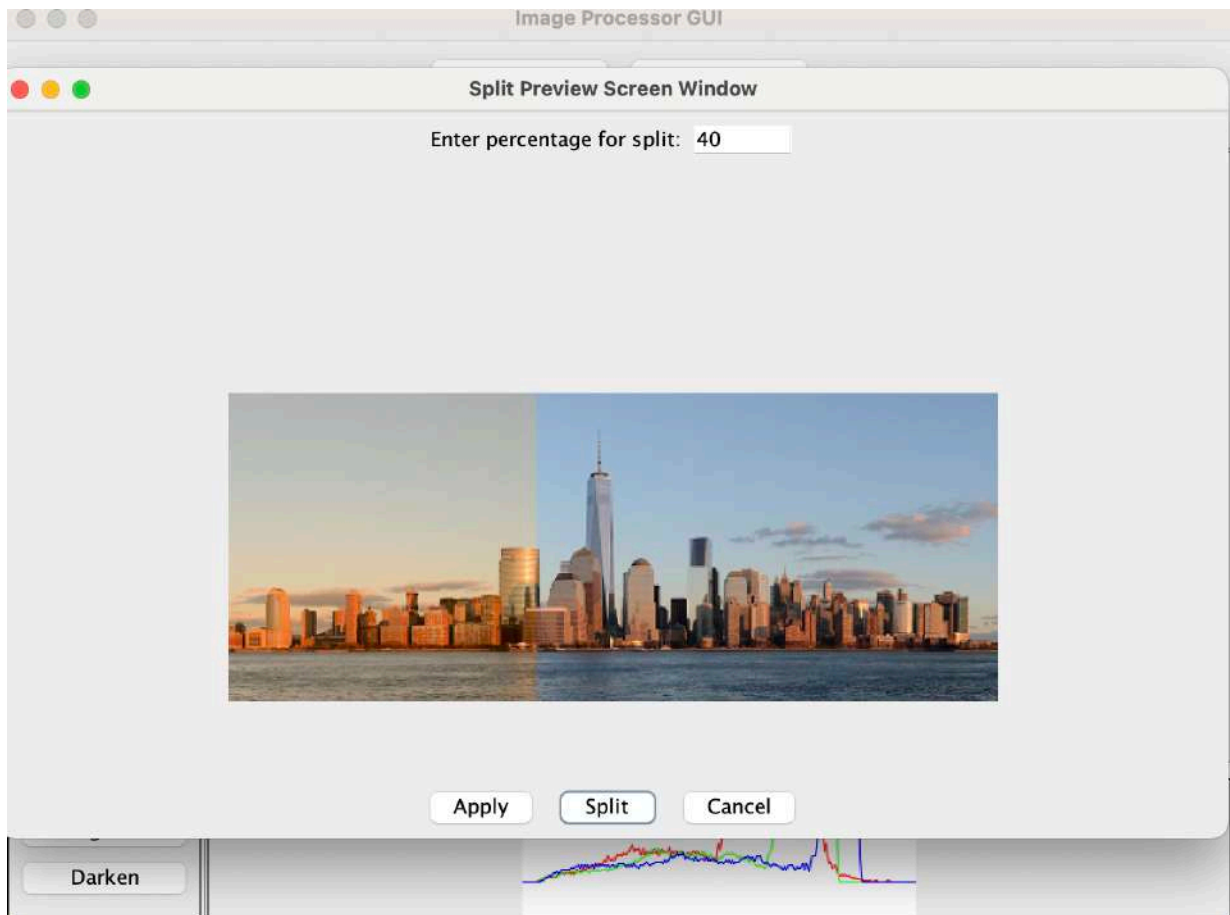 Image Processor GUI
Split Preview Screen Window
Enter percentage for split: 40
Apply Split Cancel
Darken